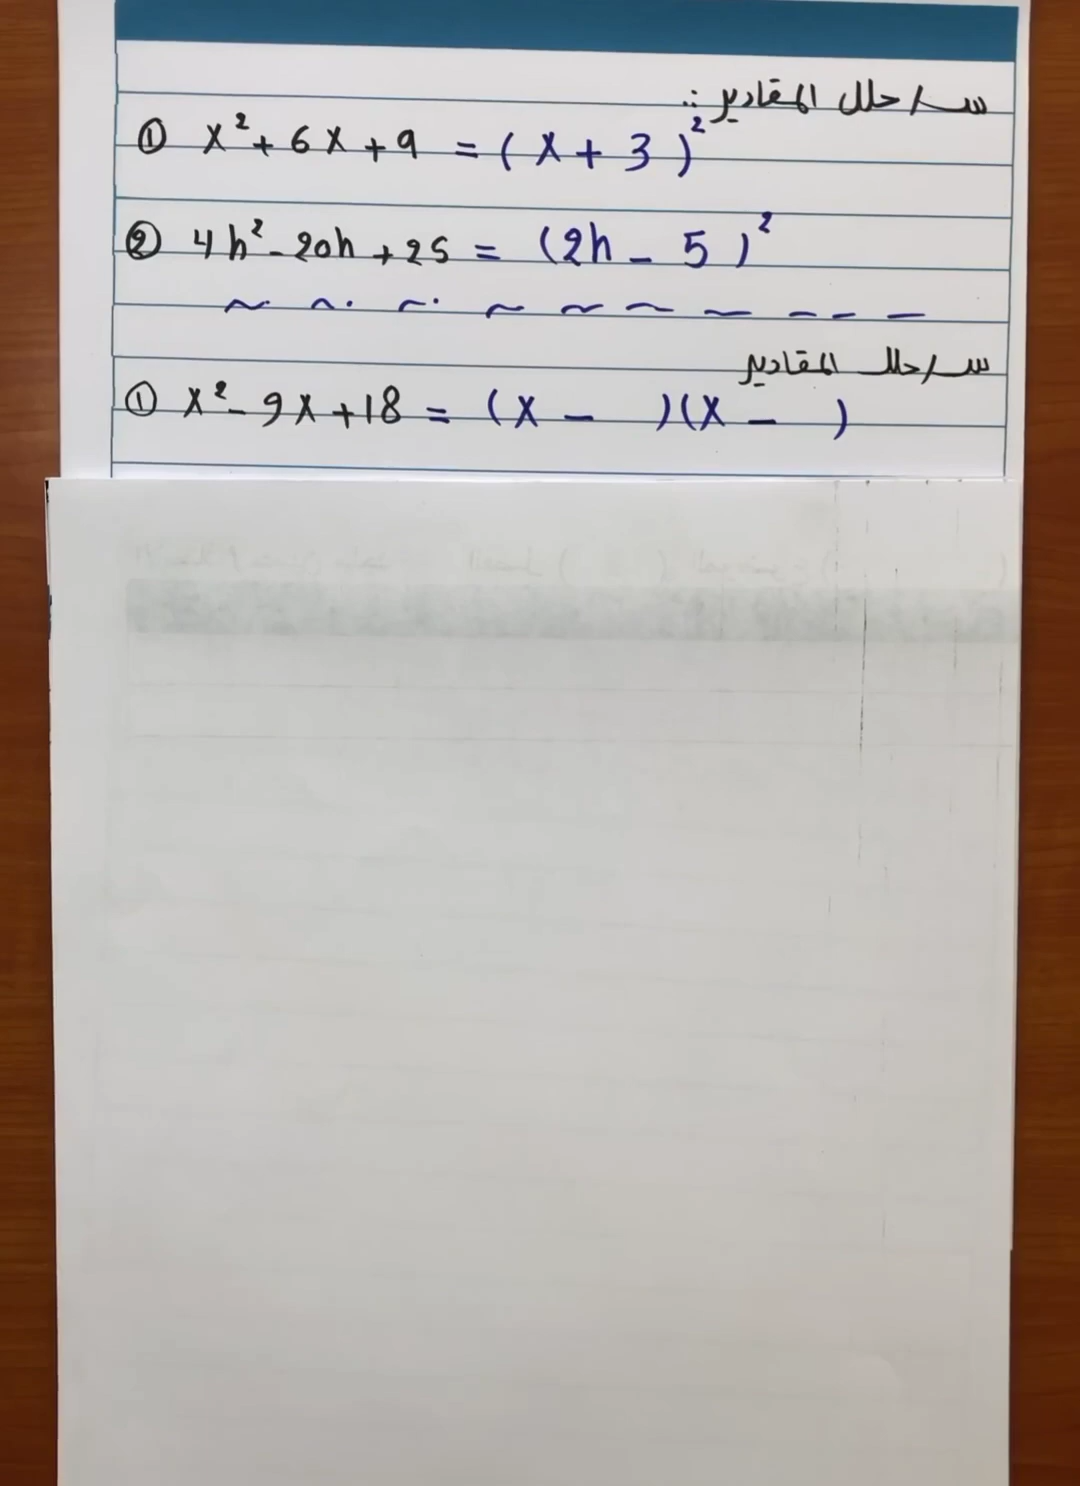 س/ حلل المقادير :.
① x² + 6x + 9 = (x + 3)²
② 4h² - 20h + 25 = (2h - 5)²
س/ حلل المقادير
① x² - 9x + 18 = (x -   )(x -   )